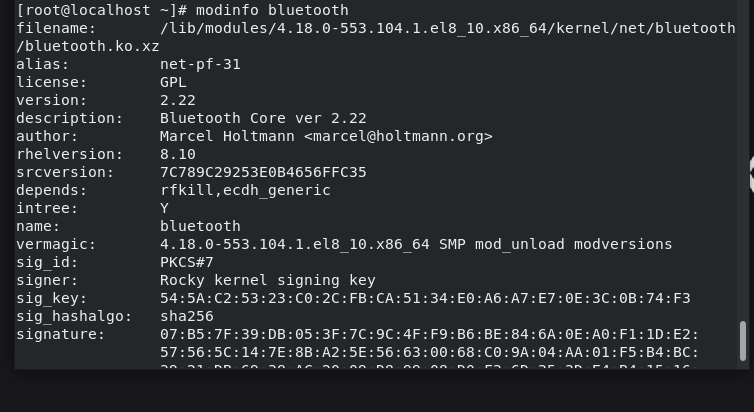 [root@localhost ~]# modinfo bluetooth
filename:       /lib/modules/4.18.0-553.104.1.el8_10.x86_64/kernel/net/bluetooth
/bluetooth.ko.xz
alias:          net-pf-31
license:        GPL
version:        2.22
description:    Bluetooth Core ver 2.22
author:         Marcel Holtmann <marcel@holtmann.org>
rhelversion:    8.10
srcversion:     7C789C29253E0B4656FFC35
depends:        rfkill,ecdh_generic
intree:         Y
name:           bluetooth
vermagic:       4.18.0-553.104.1.el8_10.x86_64 SMP mod_unload modversions
sig_id:         PKCS#7
signer:         Rocky kernel signing key
sig_key:        54:5A:C2:53:23:C0:2C:FB:CA:51:34:E0:A6:A7:E7:0E:3C:0B:74:F3
sig_hashalgo:   sha256
signature:      07:B5:7F:39:DB:05:3F:7C:9C:4F:F9:B6:BE:84:6A:0E:A0:F1:1D:E2:
                57:56:5C:14:7E:8B:A2:5E:56:63:00:68:C0:9A:04:AA:01:F5:B4:BC: